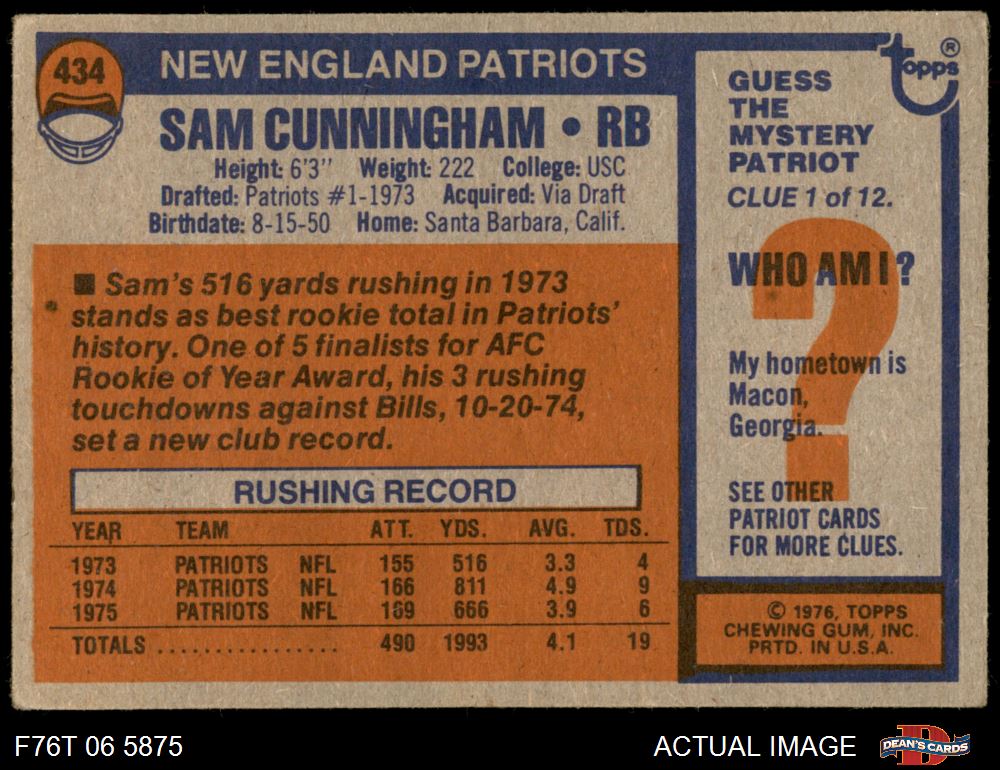 434
NEW ENGLAND PATRIOTS
SAM CUNNINGHAM • RB
Height: 6'3" Weight: 222 College: USC
Drafted: Patriots #1-1973 Acquired: Via Draft
Birthdate: 8-15-50 Home: Santa Barbara, Calif.
■ Sam's 516 yards rushing in 1973
stands as best rookie total in Patriots'
history. One of 5 finalists for AFC
Rookie of Year Award, his 3 rushing
touchdowns against Bills, 10-20-74,
set a new club record.
RUSHING RECORD
YEAR TEAM ATT. YDS. AVG. TDS.
1973 PATRIOTS NFL 155 516 3.3 4
1974 PATRIOTS NFL 166 811 4.9 9
1975 PATRIOTS NFL 169 666 3.9 6
TOTALS ................ 490 1993 4.1 19
topps ®
GUESS
THE
MYSTERY
PATRIOT
CLUE 1 of 12.
WHO AM I ?
?
My hometown is
Macon,
Georgia.
SEE OTHER
PATRIOT CARDS
FOR MORE CLUES.
© 1976, TOPPS
CHEWING GUM, INC.
PRTD. IN U.S.A.
F76T 06 5875
ACTUAL IMAGE
D
DEAN'S CARDS